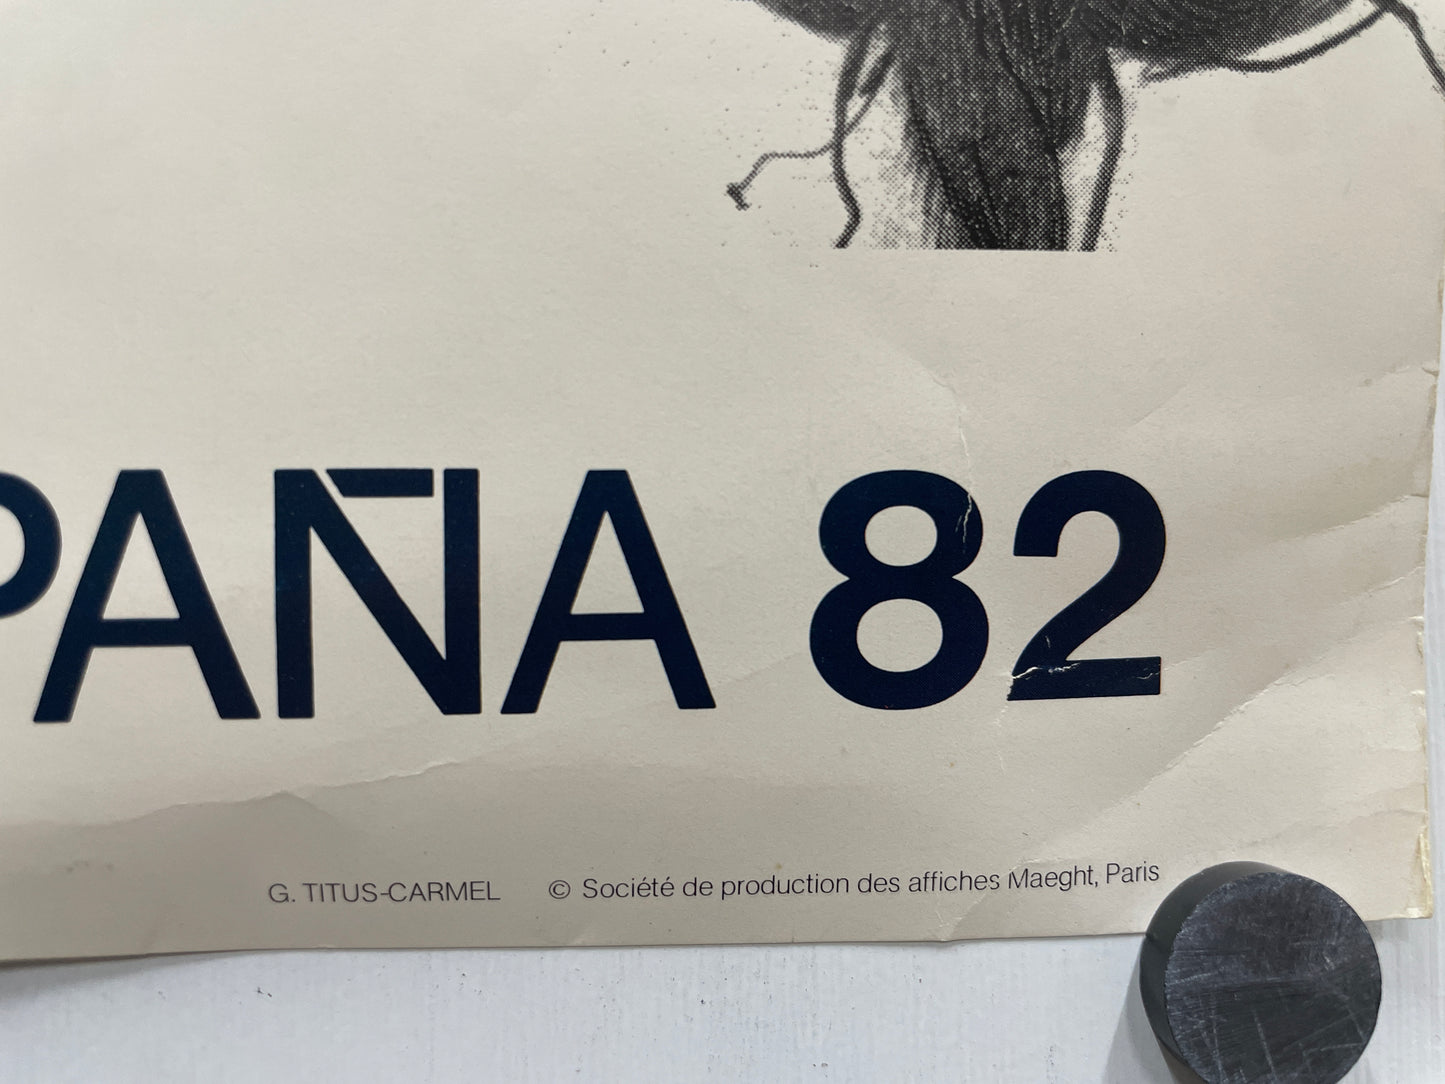 PAÑA 82
G. TITUS-CARMEL © Société de production des affiches Maeght, Paris